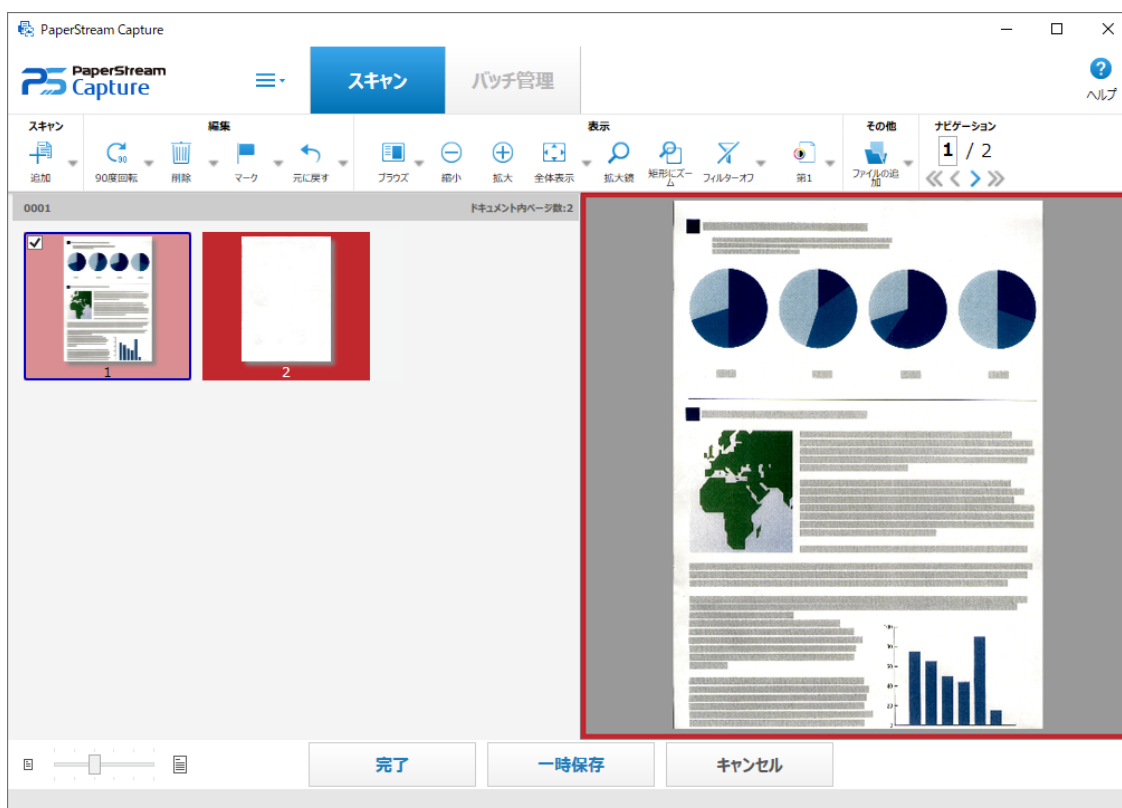 PaperStream Capture
PaperStream
Capture
スキャン
バッチ管理
ヘルプ
スキャン
編集
表示
その他
ナビゲーション
追加
90
90度回転
削除
マーク
元に戻す
ブラウズ
縮小
拡大
全体表示
拡大鏡
矩形にズーム
フィルターオフ
第1
ファイルの追加
1 / 2
0001
ドキュメント内ページ数:2
1
2
完了
一時保存
キャンセル